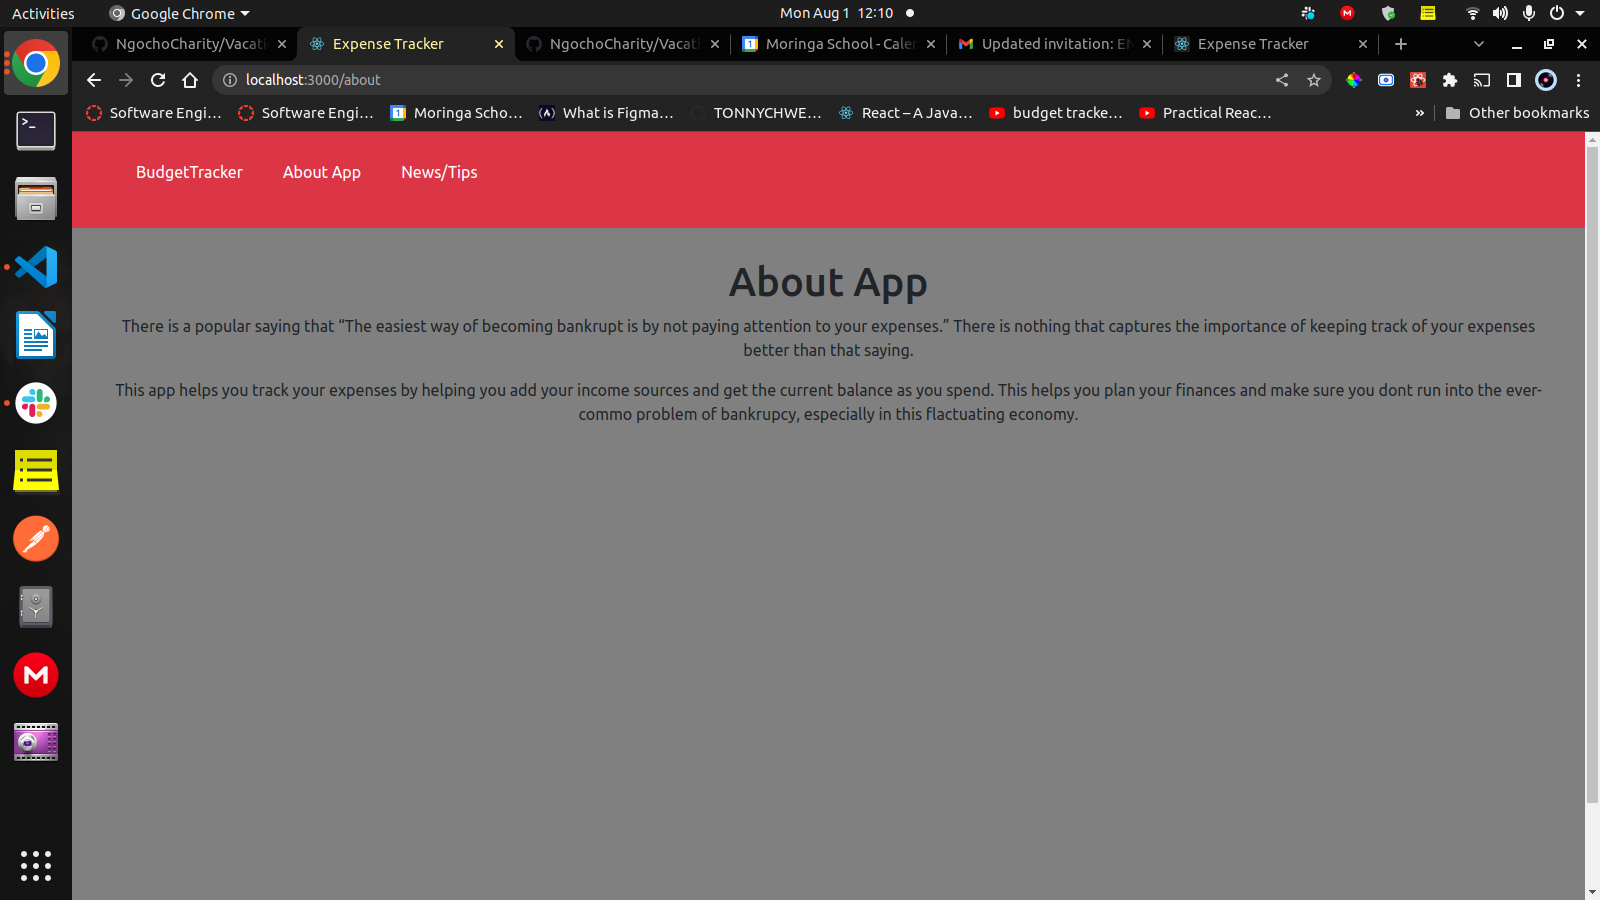 Activities
Google Chrome
Mon Aug 1 12:10
NgochoCharity/Vacati
Expense Tracker
NgochoCharity/Vacati
Moringa School - Caler
Updated invitation: EN
Expense Tracker
localhost:3000/about
Software Engi...
Software Engi...
Moringa Scho...
What is Figma...
TONNYCHWE...
React – A Java...
budget tracke...
Practical Reac...
Other bookmarks
BudgetTracker
About App
News/Tips
About App
There is a popular saying that “The easiest way of becoming bankrupt is by not paying attention to your expenses.” There is nothing that captures the importance of keeping track of your expenses
better than that saying.
This app helps you track your expenses by helping you add your income sources and get the current balance as you spend. This helps you plan your finances and make sure you dont run into the ever-
commo problem of bankrupcy, especially in this flactuating economy.